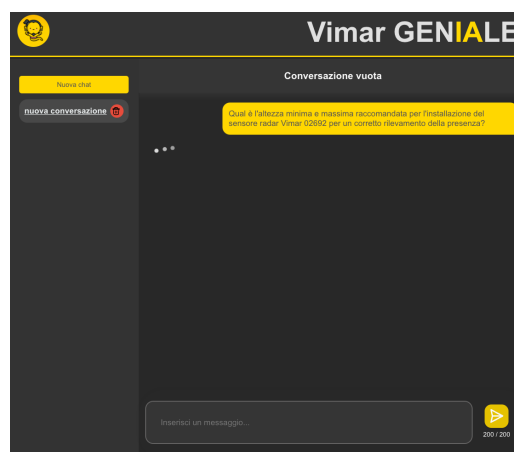 Vimar GENIALE
Nuova chat
Conversazione vuota
nuova conversazione
Qual è l'altezza minima e massima raccomandata per l'installazione del
sensore radar Vimar 02692 per un corretto rilevamento della presenza?
Inserisci un messaggio...
200 / 200